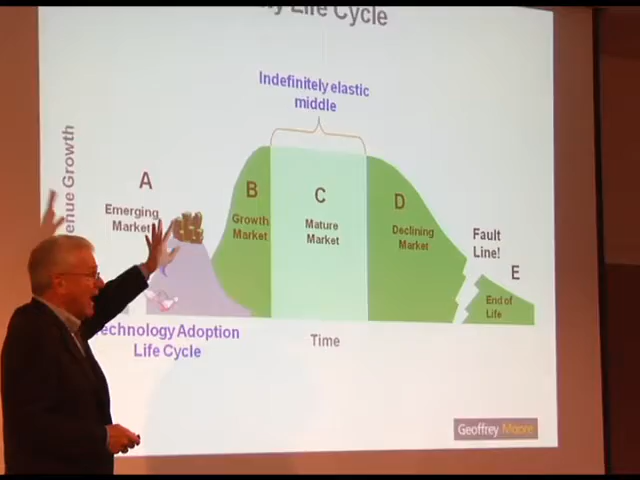 Life Cycle
Indefinitely elastic
middle
enue Growth
A
Emerging
Market
B
Growth
Market
C
Mature
Market
D
Declining
Market
Fault
Line!
E
End of
Life
echnology Adoption
Life Cycle
Time
Geoffrey Moore